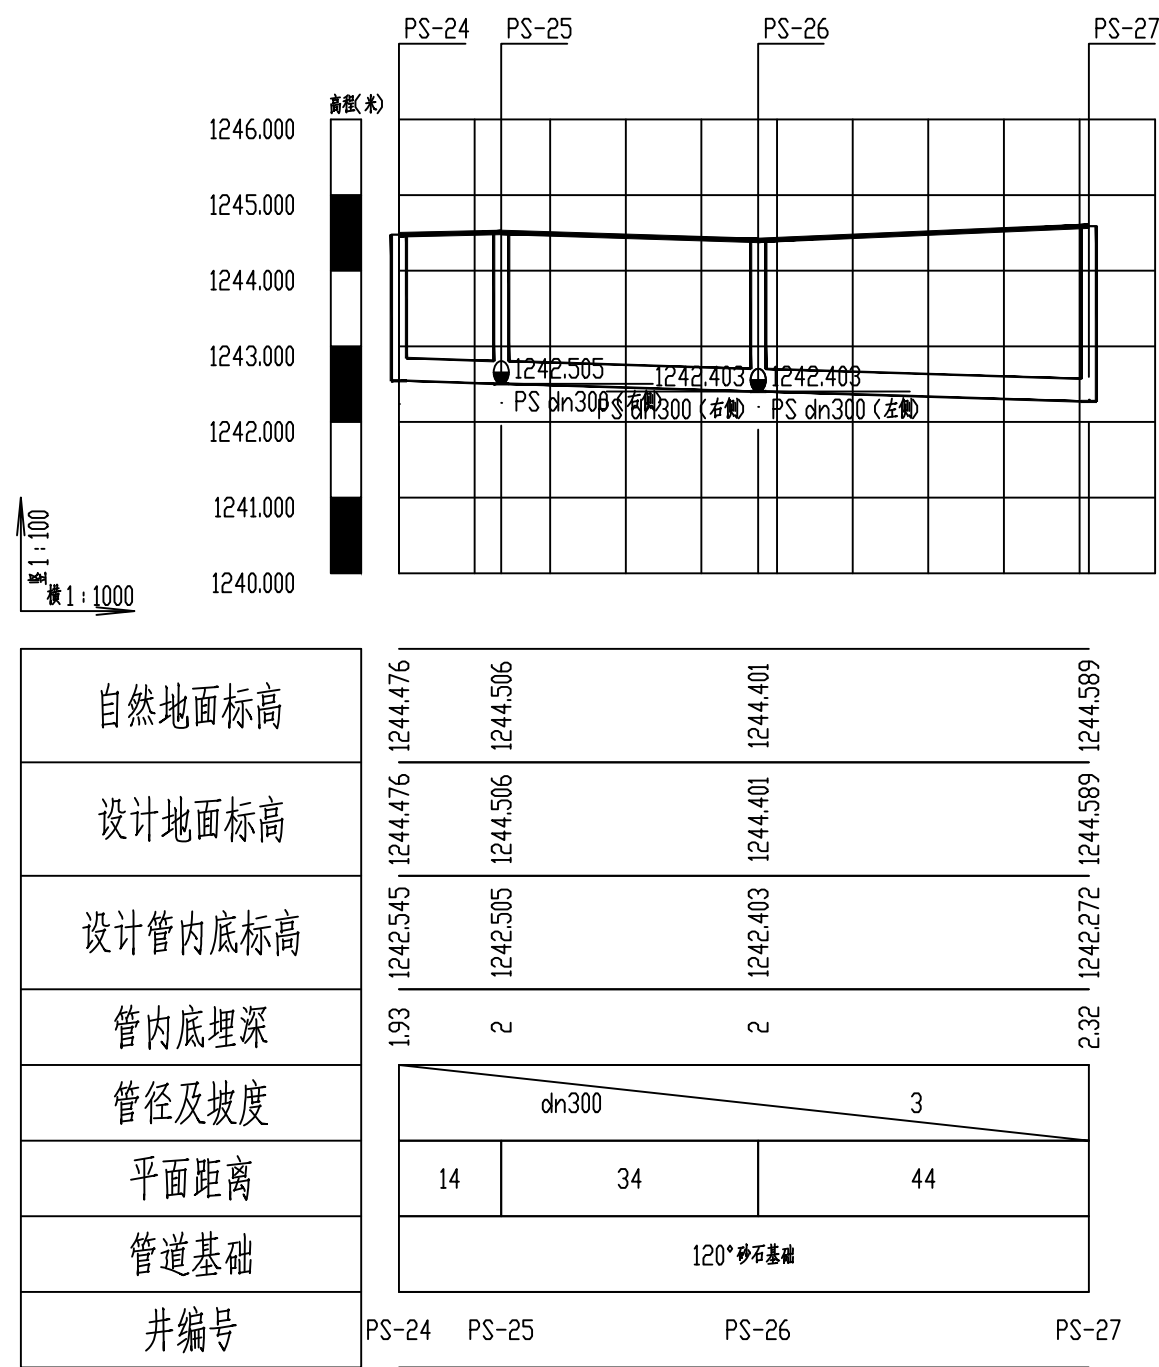 PS-24 PS-25 PS-26 PS-27
高程(米)
1246.000
1245.000
1244.000
1243.000
1242.505 1242.403 1242.403
PS dn300 (右侧) PS dn300 (右侧) PS dn300 (左侧)
1242.000
1241.000
1240.000
竖1:100
横1:1000
自然地面标高 1244.476 1244.506 1244.401 1244.589
设计地面标高 1244.476 1244.506 1244.401 1244.589
设计管内底标高 1242.545 1242.505 1242.403 1242.272
管内底埋深 1.93 2 2 2.32
管径及坡度 dn300 3
平面距离 14 34 44
管道基础 120°砂石基础
井编号 PS-24 PS-25 PS-26 PS-27